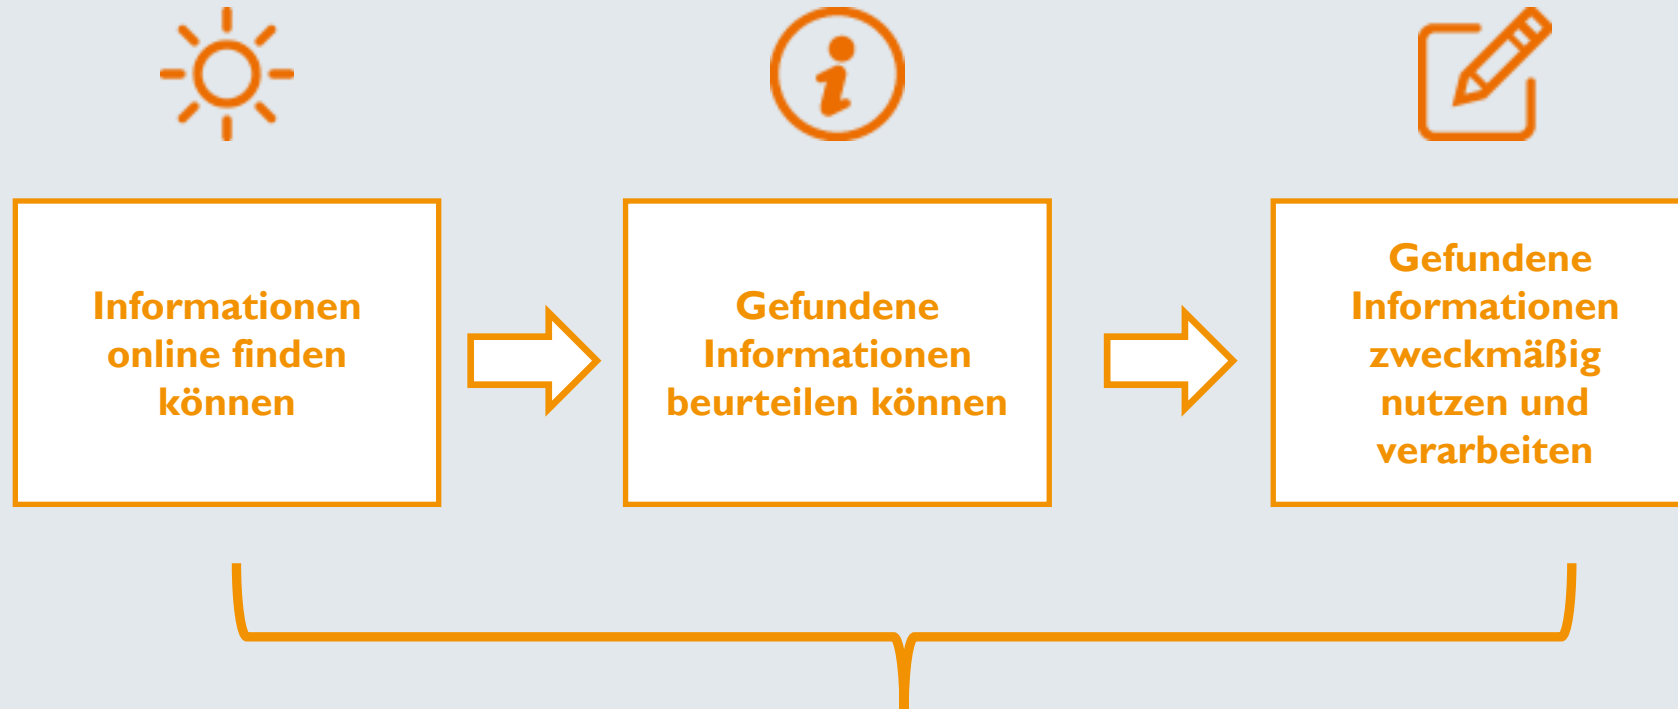 Informationen
online finden
können
Gefundene
Informationen
beurteilen können
Gefundene
Informationen
zweckmäßig
nutzen und
verarbeiten